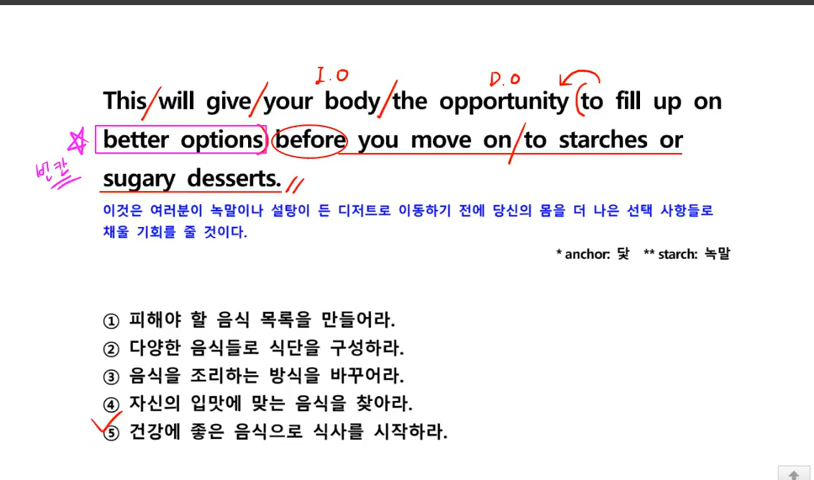 I.O D.O
This will give your body the opportunity to fill up on
better options before you move on to starches or
빈칸
sugary desserts.
이것은 여러분이 녹말이나 설탕이 든 디저트로 이동하기 전에 당신의 몸을 더 나은 선택 사항들로
채울 기회를 줄 것이다.
* anchor: 닻 ** starch: 녹말
① 피해야 할 음식 목록을 만들어라.
② 다양한 음식들로 식단을 구성하라.
③ 음식을 조리하는 방식을 바꾸어라.
④ 자신의 입맛에 맞는 음식을 찾아라.
⑤ 건강에 좋은 음식으로 식사를 시작하라.